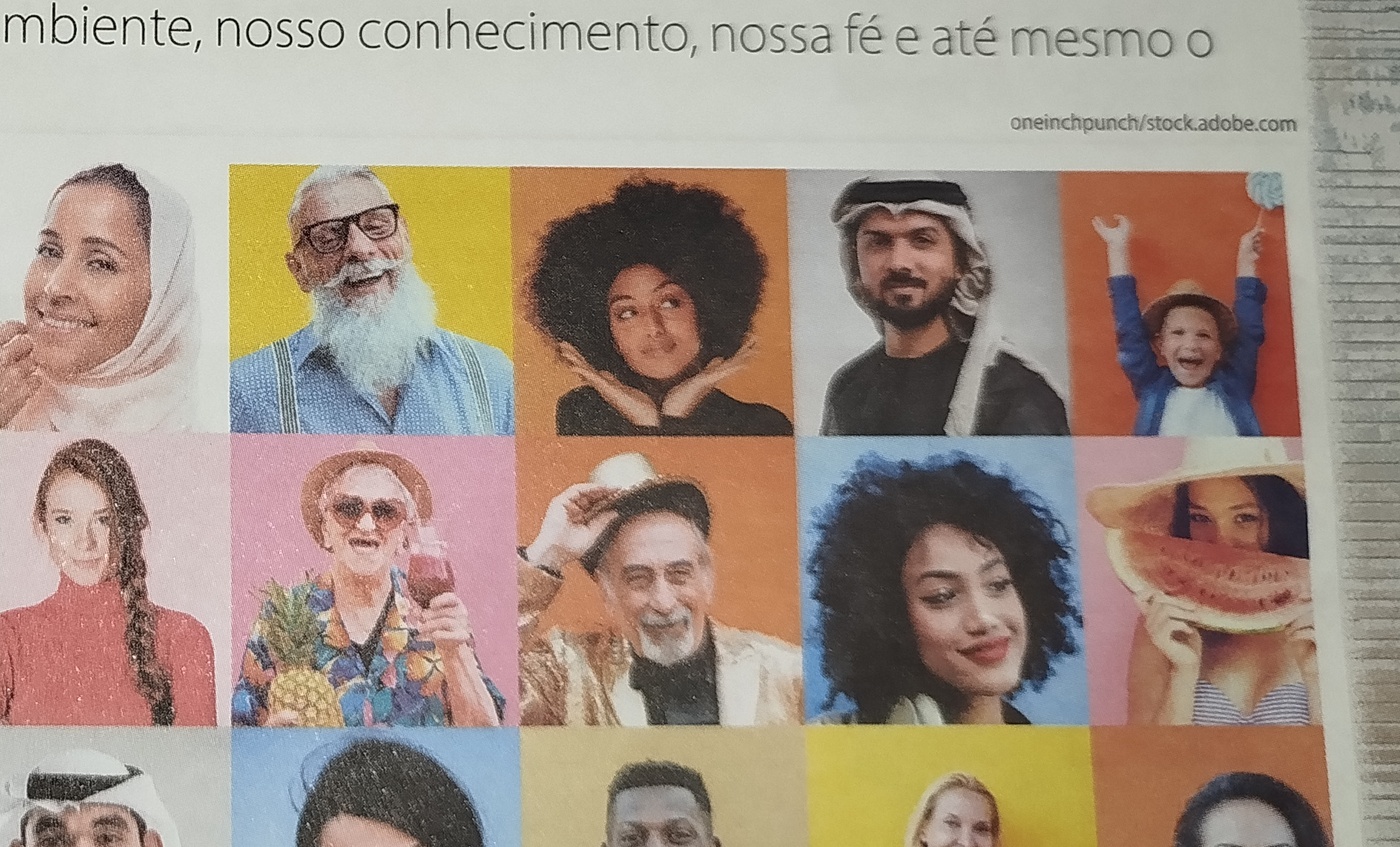 mbiente, nosso conhecimento, nossa fé e até mesmo o
oneinchpunch/stock.adobe.com